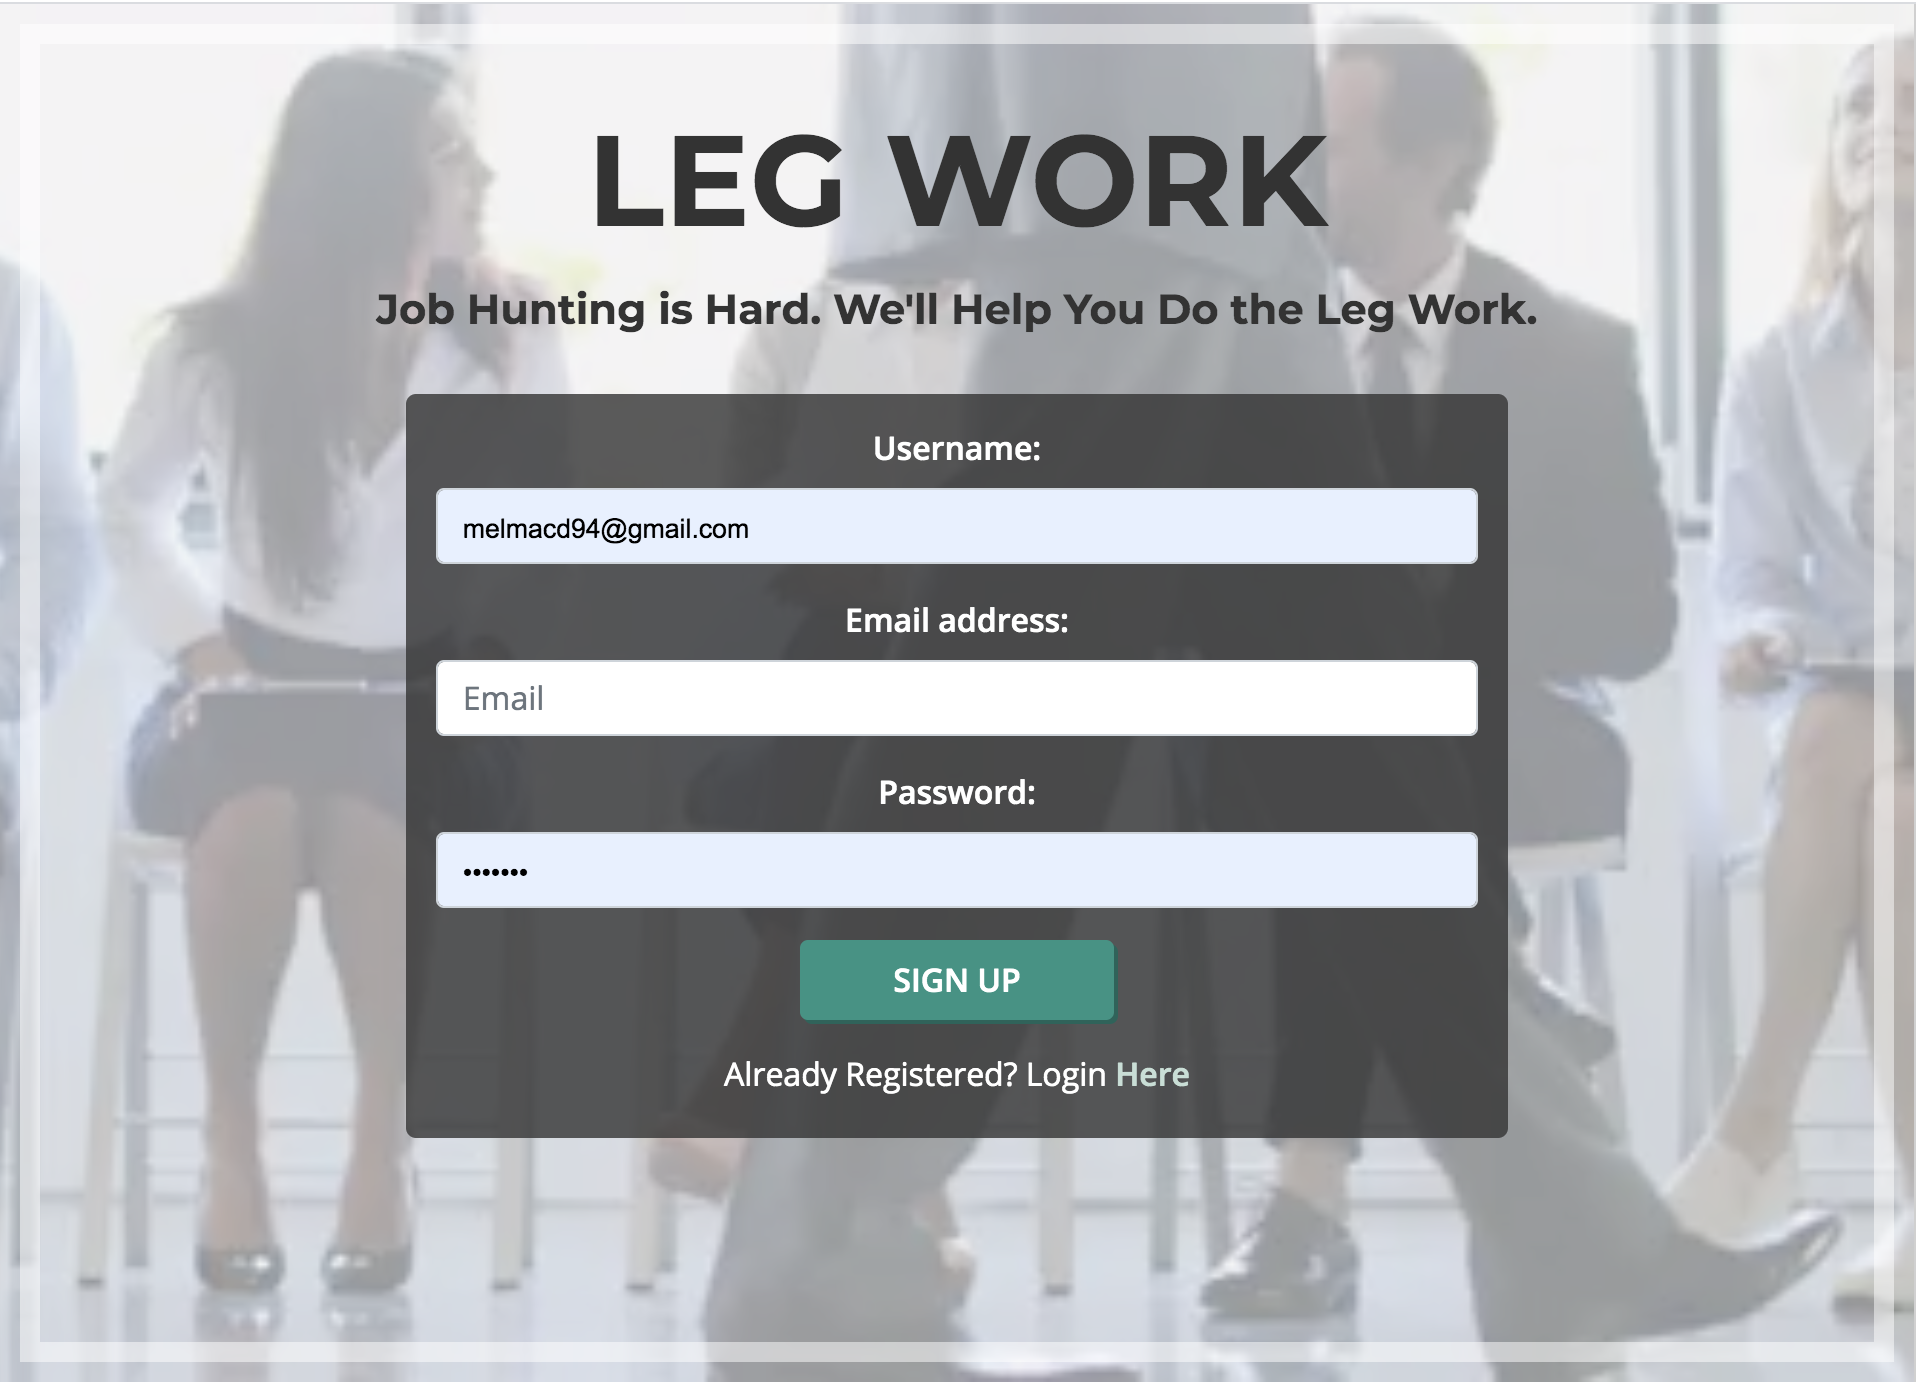 LEG WORK
Job Hunting is Hard. We'll Help You Do the Leg Work.
Username:
melmacd94@gmail.com
Email address:
Email
Password:
•••••••
SIGN UP
Already Registered? Login Here